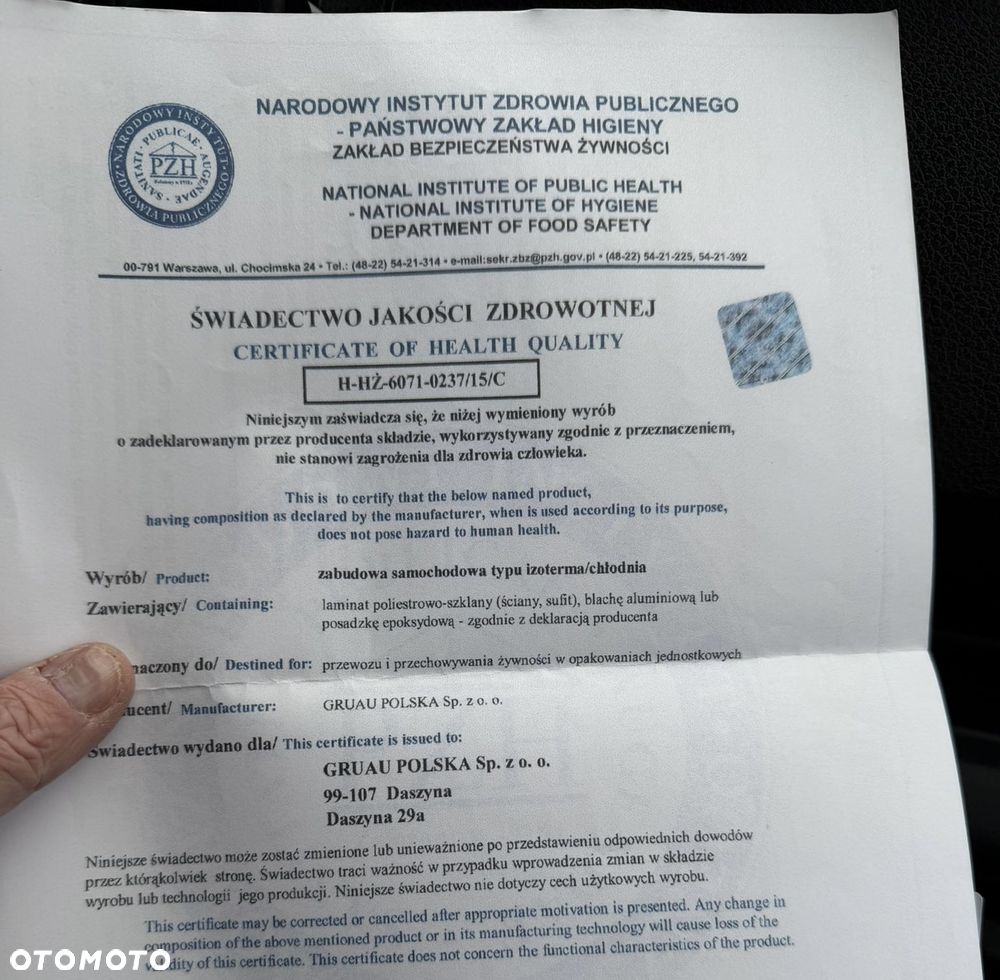 NARODOWY INSTYTUT ZDROWIA PUBLICZNEGO
- PAŃSTWOWY ZAKŁAD HIGIENY
ZAKŁAD BEZPIECZEŃSTWA ŻYWNOŚCI
NARODOWY INSTYTUT
ZDROWIA PUBLICZNEGO
SANITATI PUBLICAE AUGENDAE
PZH
NATIONAL INSTITUTE OF PUBLIC HEALTH
- NATIONAL INSTITUTE OF HYGIENE
DEPARTMENT OF FOOD SAFETY
00-791 Warszawa, ul. Chocimska 24 • Tel.: (48-22) 54-21-314 • e-mail:sekr.zbz@pzh.gov.pl • (48-22) 54-21-225, 54-21-392
ŚWIADECTWO JAKOŚCI ZDROWOTNEJ
CERTIFICATE OF HEALTH QUALITY
H-HŻ-6071-0237/15/C
Niniejszym zaświadcza się, że niżej wymieniony wyrób
o zadeklarowanym przez producenta składzie, wykorzystywany zgodnie z przeznaczeniem,
nie stanowi zagrożenia dla zdrowia człowieka.
This is to certify that the below named product,
having composition as declared by the manufacturer, when is used according to its purpose,
does not pose hazard to human health.
Wyrób/ Product: zabudowa samochodowa typu izoterma/chłodnia
Zawierający/ Containing: laminat poliestrowo-szklany (ściany, sufit), blachę aluminiową lub
posadzkę epoksydową - zgodnie z deklaracją producenta
naczony do/ Destined for: przewozu i przechowywania żywności w opakowaniach jednostkowych
ucent/ Manufacturer: GRUAU POLSKA Sp. z o. o.
Świadectwo wydano dla/ This certificate is issued to:
GRUAU POLSKA Sp. z o. o.
99-107 Daszyna
Daszyna 29a
Niniejsze świadectwo może zostać zmienione lub unieważnione po przedstawieniu odpowiednich dowodów
przez którąkolwiek stronę. Świadectwo traci ważność w przypadku wprowadzenia zmian w składzie
wyrobu lub technologii jego produkcji. Niniejsze świadectwo nie dotyczy cech użytkowych wyrobu.
This certificate may be corrected or cancelled after appropriate motivation is presented. Any change in
composition of the above mentioned product or in its manufacturing technology will cause loss of the
validity of this certificate. This certificate does not concern the functional characteristics of the product.
OTOMOTO